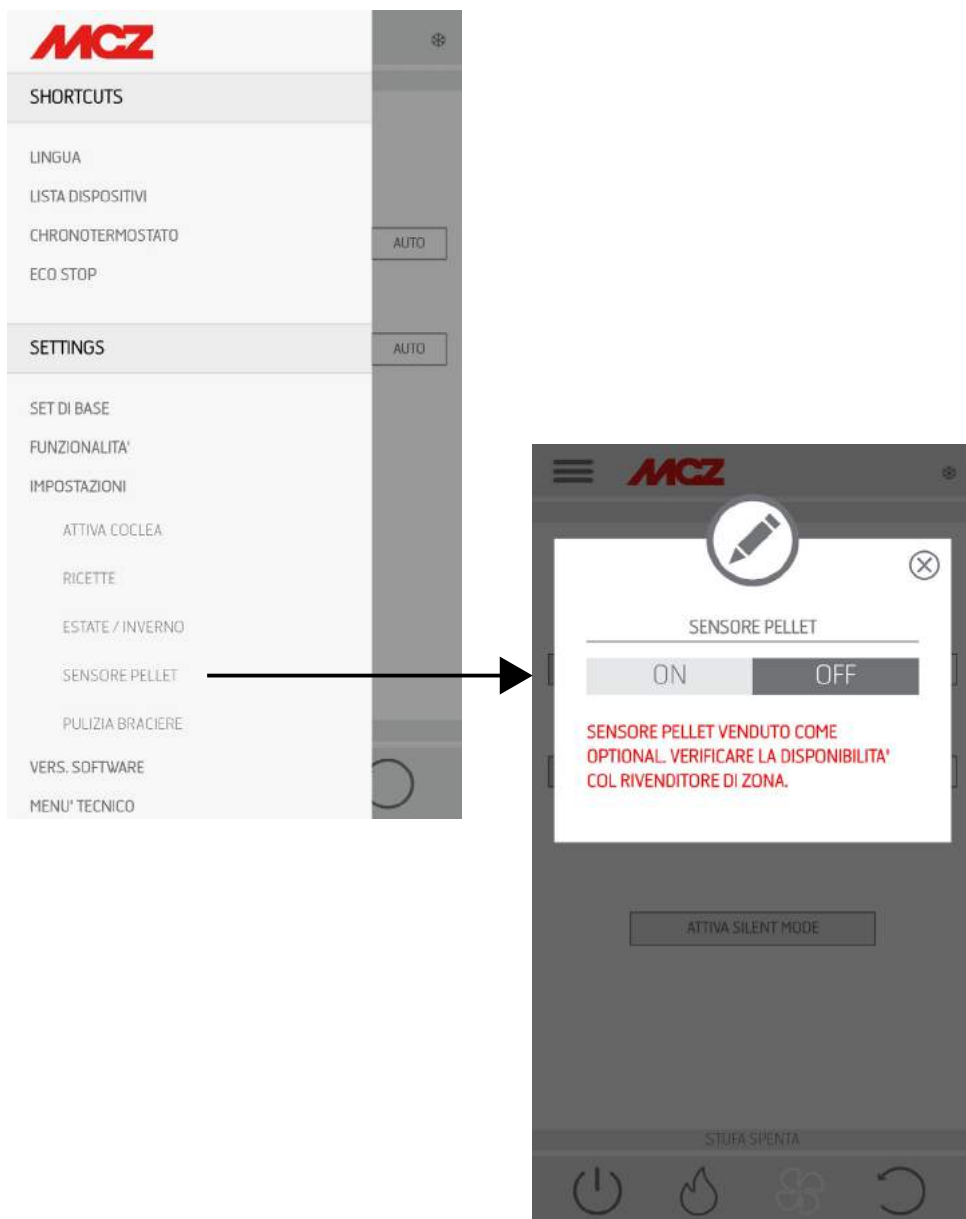 MCZ
SHORTCUTS
LINGUA
LISTA DISPOSITIVI
CHRONOTERMOSTATO
ECO STOP
AUTO
SETTINGS
AUTO
SET DI BASE
FUNZIONALITA'
IMPOSTAZIONI
ATTIVA COCLEA
RICETTE
ESTATE / INVERNO
SENSORE PELLET
PULIZIA BRACIERE
VERS. SOFTWARE
MENU' TECNICO
MCZ
SENSORE PELLET
ON OFF
SENSORE PELLET VENDUTO COME
OPTIONAL. VERIFICARE LA DISPONIBILITA'
COL RIVENDITORE DI ZONA.
ATTIVA SILENT MODE
STUFA SPENTA